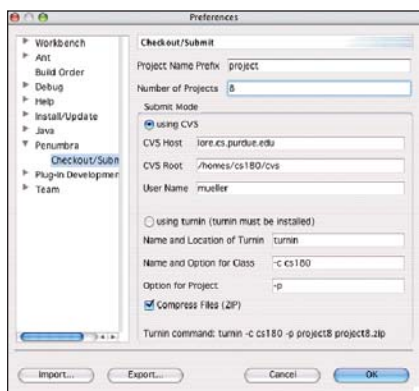 Preferences
Workbench
Ant
Build Order
Debug
Help
Install/Update
Java
Penumbra
Checkout/Subn
Plug-in Developmer
Team
Checkout/Submit
Project Name Prefix project
Number of Projects 8
Submit Mode
using CVS
CVS Host lore.cs.purdue.edu
CVS Root /homes/cs180/cvs
User Name mueller
using turnin (turnin must be installed)
Name and Location of Turnin turnin
Name and Option for Class -c cs180
Option for Project -p
Compress Files (ZIP)
Turnin command: turnin -c cs180 -p project8 project8.zip
Import... Export... Cancel OK